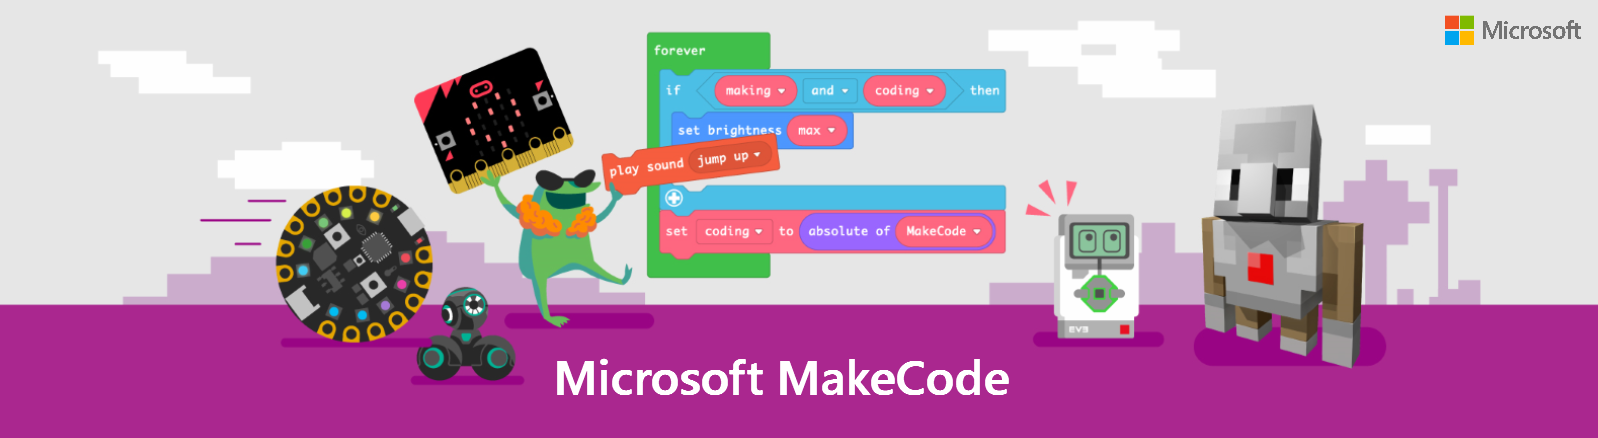 Microsoft
forever
if making and coding then
set brightness max
play sound jump up
set coding to absolute of MakeCode
EV3
Microsoft MakeCode